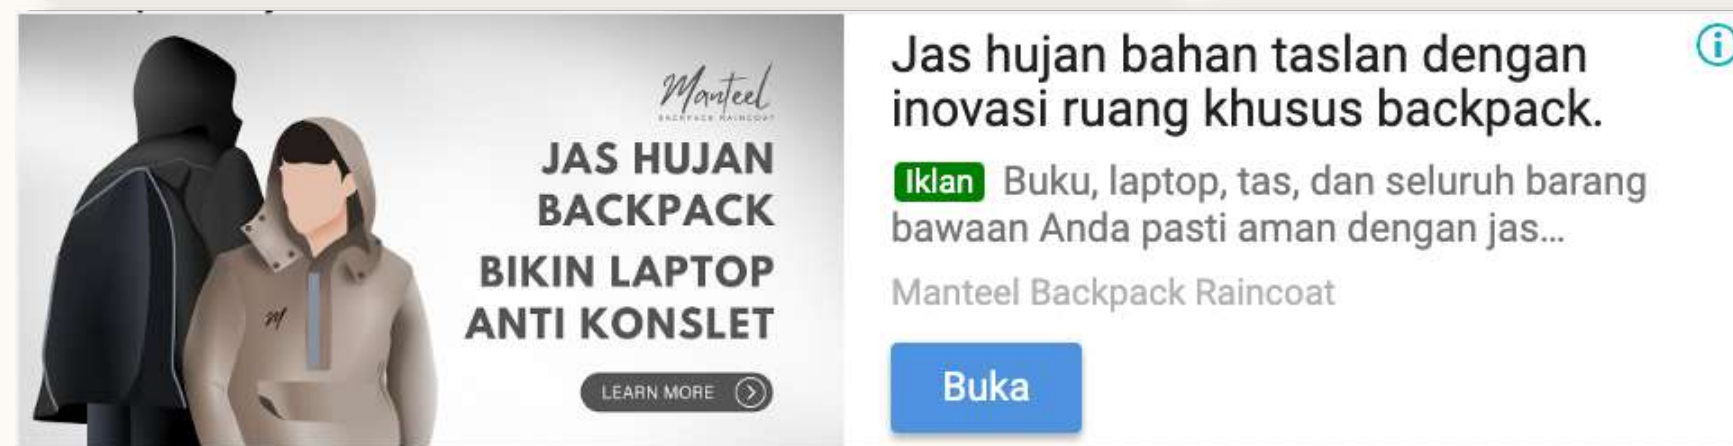 Manteel
BACKPACK RAINCOAT
JAS HUJAN
BACKPACK
BIKIN LAPTOP
ANTI KONSLET
LEARN MORE
Jas hujan bahan taslan dengan
inovasi ruang khusus backpack.
Iklan Buku, laptop, tas, dan seluruh barang
bawaan Anda pasti aman dengan jas...
Manteel Backpack Raincoat
Buka